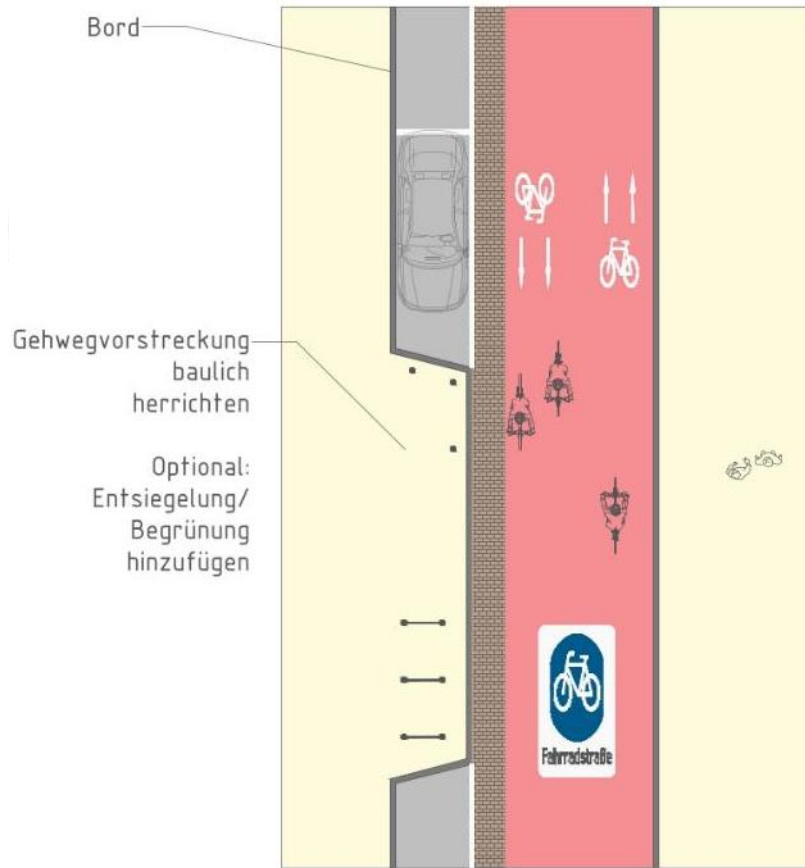 Bord
Gehwegvorstreckung
baulich
herrichten
Optional:
Entsiegelung/
Begrünung
hinzufügen
Fahrradstraße